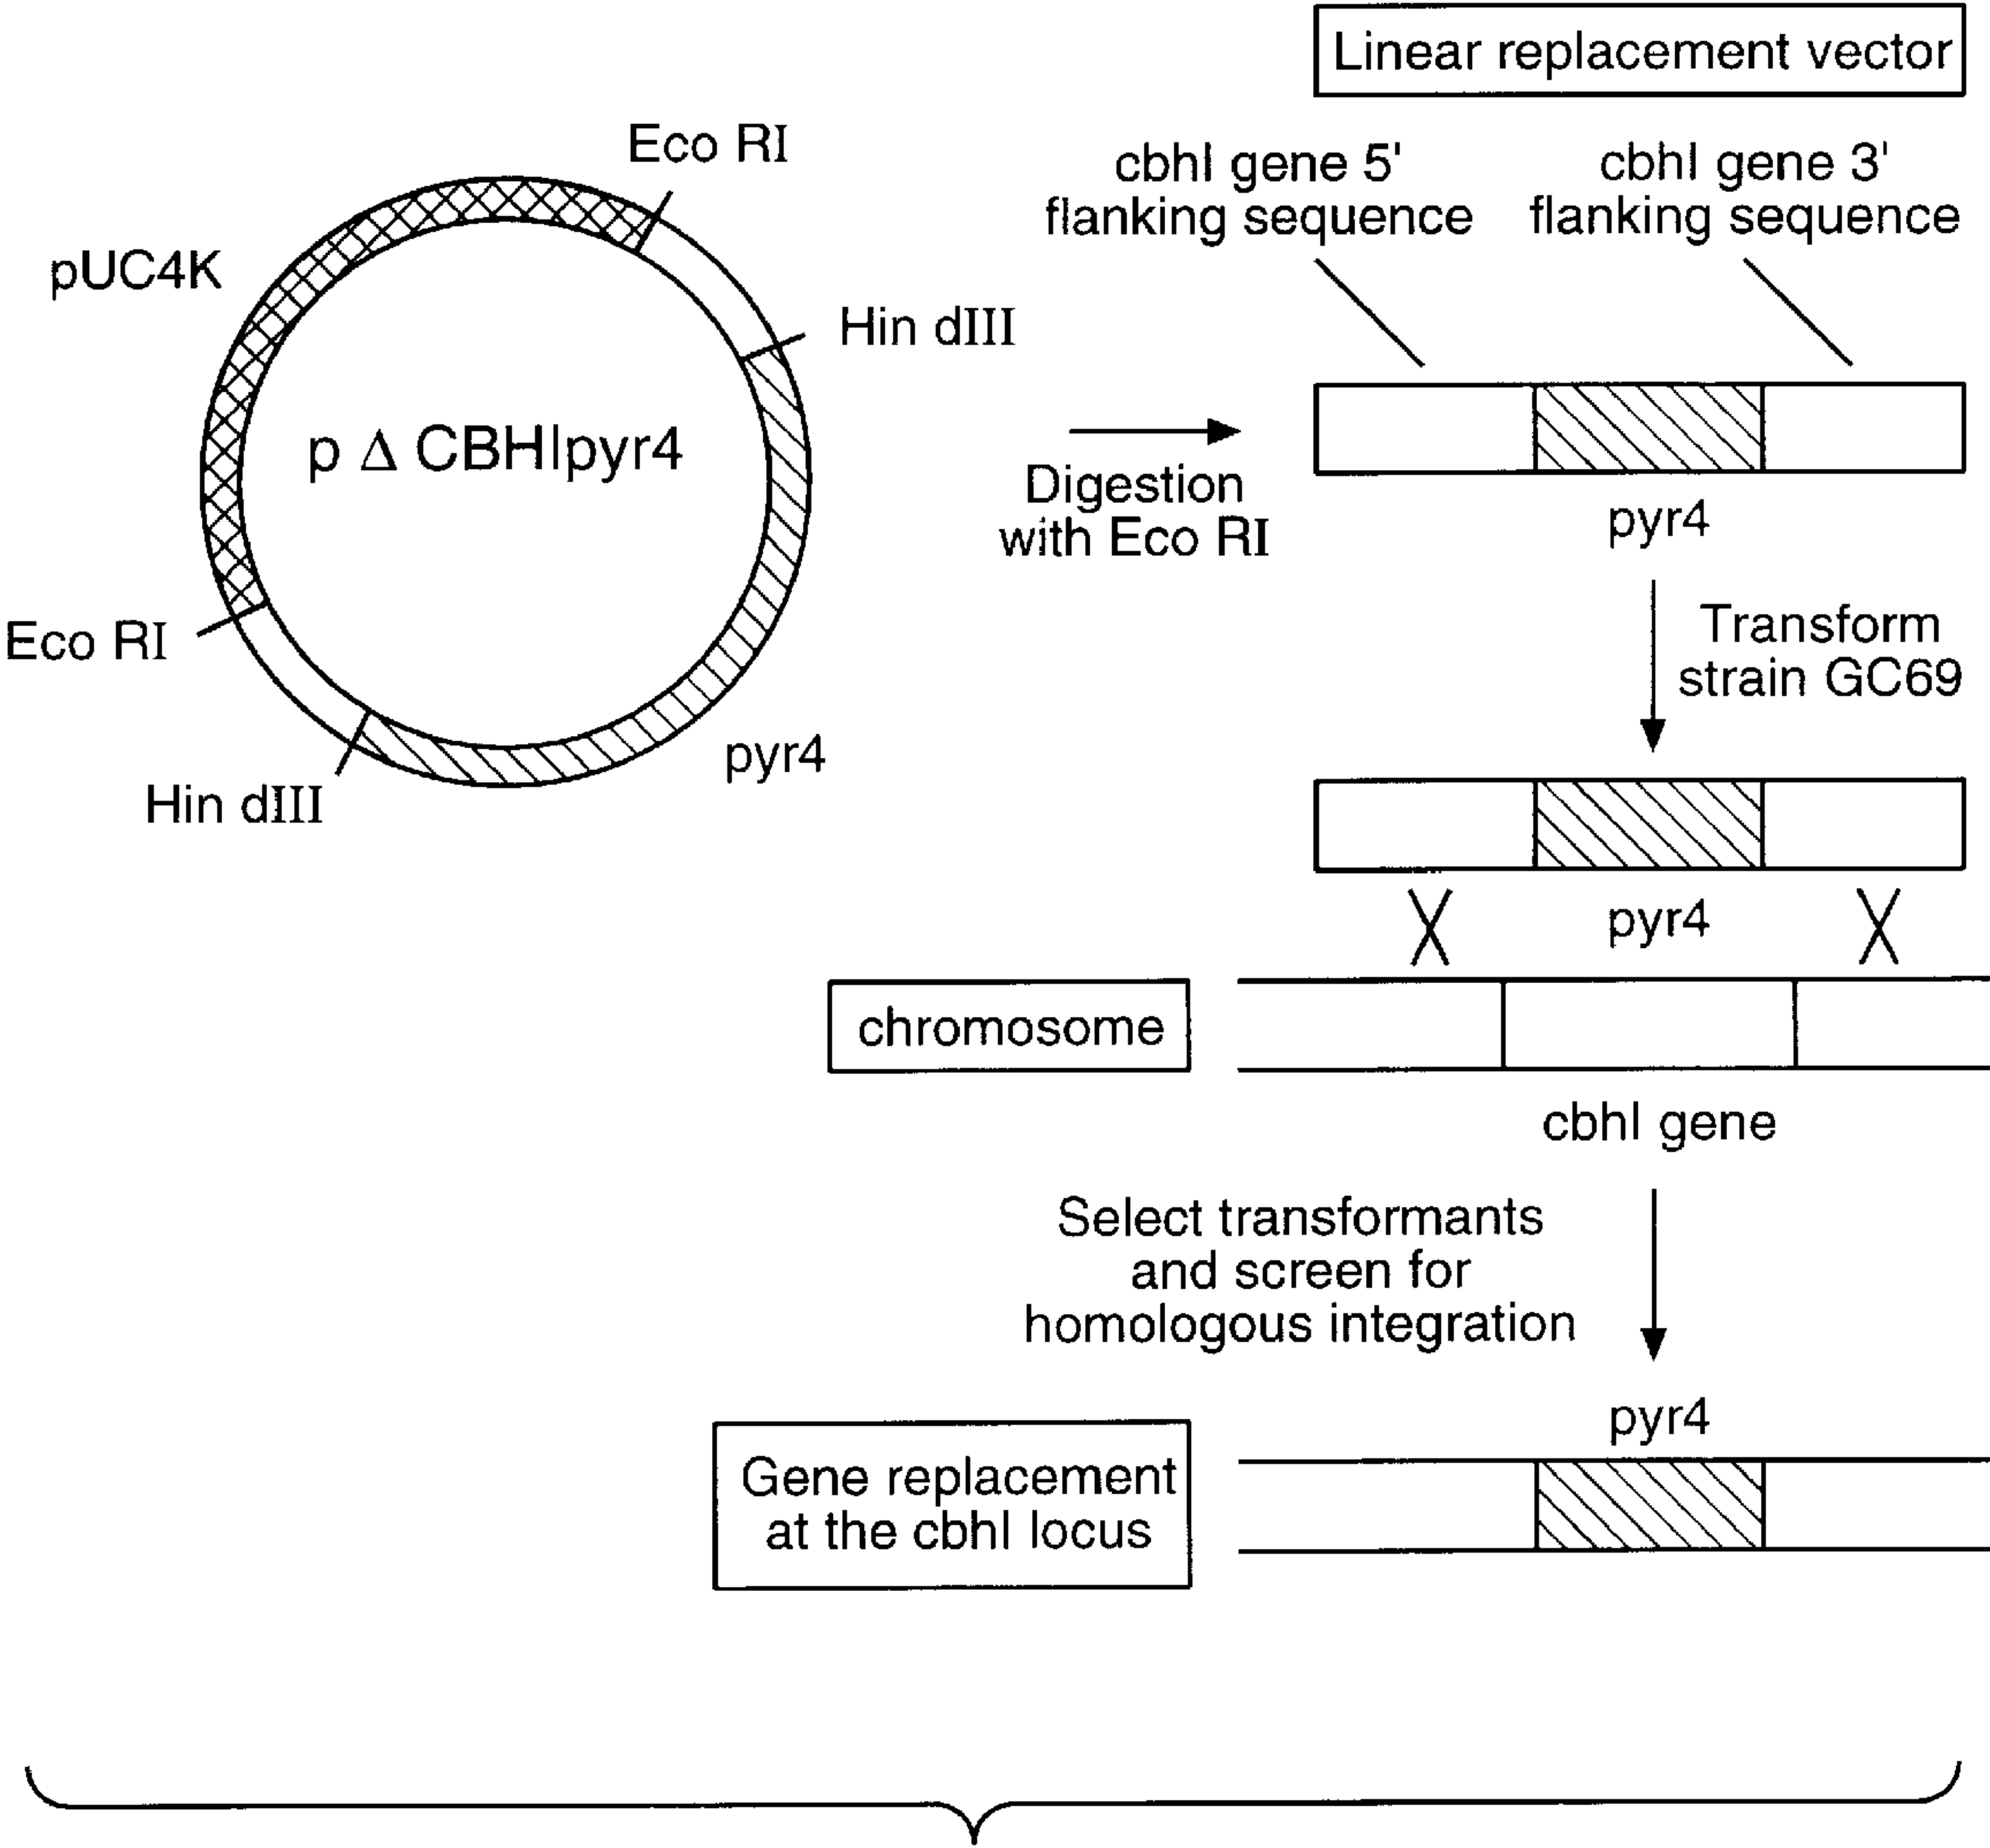 Linear replacement vector
Eco RI
cbhI gene 5'
flanking sequence
cbhI gene 3'
flanking sequence
pUC4K
Hin dIII
p Δ CBHIpyr4
Digestion
with Eco RI
pyr4
Eco RI
Transform
strain GC69
pyr4
Hin dIII
pyr4
chromosome
cbhI gene
Select transformants
and screen for
homologous integration
pyr4
Gene replacement
at the cbhI locus